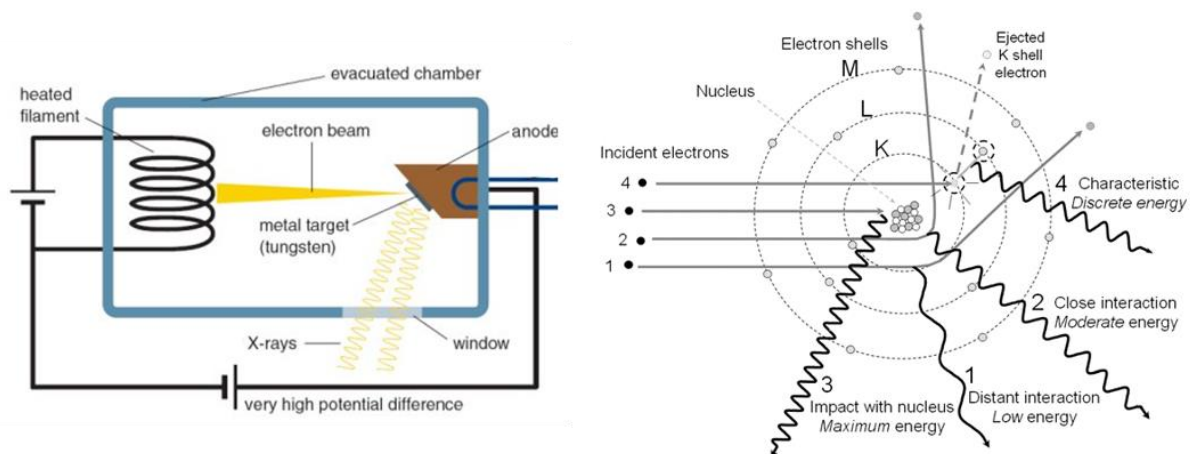 evacuated chamber
heated
filament
electron beam
anode
metal target
(tungsten)
X-rays
window
very high potential difference
Electron shells
M
L
K
Ejected
K shell
electron
Nucleus
Incident electrons
4
3
2
1
4
Characteristic
Discrete energy
2
Close interaction
Moderate energy
1
Distant interaction
Low energy
3
Impact with nucleus
Maximum energy